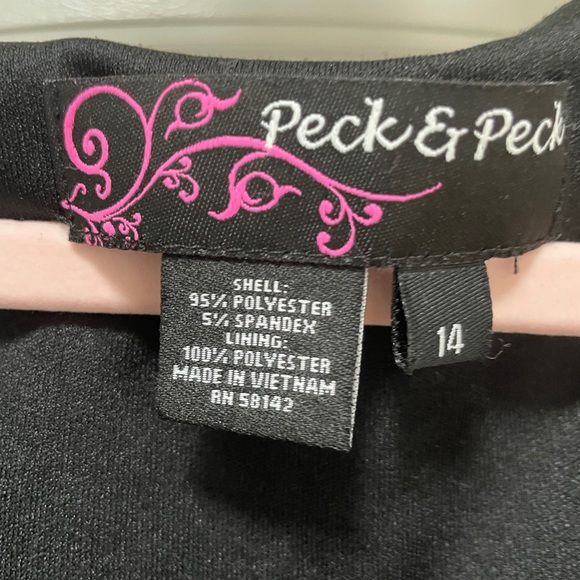 Peck & Peck
SHELL:
95% POLYESTER
5% SPANDEX
LINING:
100% POLYESTER
MADE IN VIETNAM
RN 58142
14